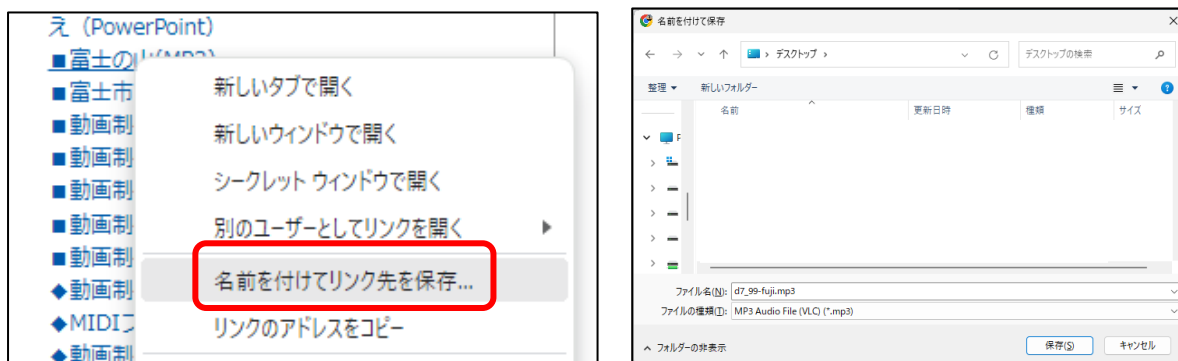 え（PowerPoint）
■富士の山(MP3)
■富士市
■動画制
■動画制
■動画制
■動画制
■動画制
◆動画制
◆MIDIフ
◆動画制
新しいタブで開く
新しいウィンドウで開く
シークレット ウィンドウで開く
別のユーザーとしてリンクを開く
名前を付けてリンク先を保存...
リンクのアドレスをコピー
名前を付けて保存
デスクトップ
デスクトップの検索
整理 新しいフォルダー
名前 更新日時 種類 サイズ
ファイル名(N): d7_99-fuji.mp3
ファイルの種類(T): MP3 Audio File (VLC) (*.mp3)
フォルダーの非表示 保存(S) キャンセル